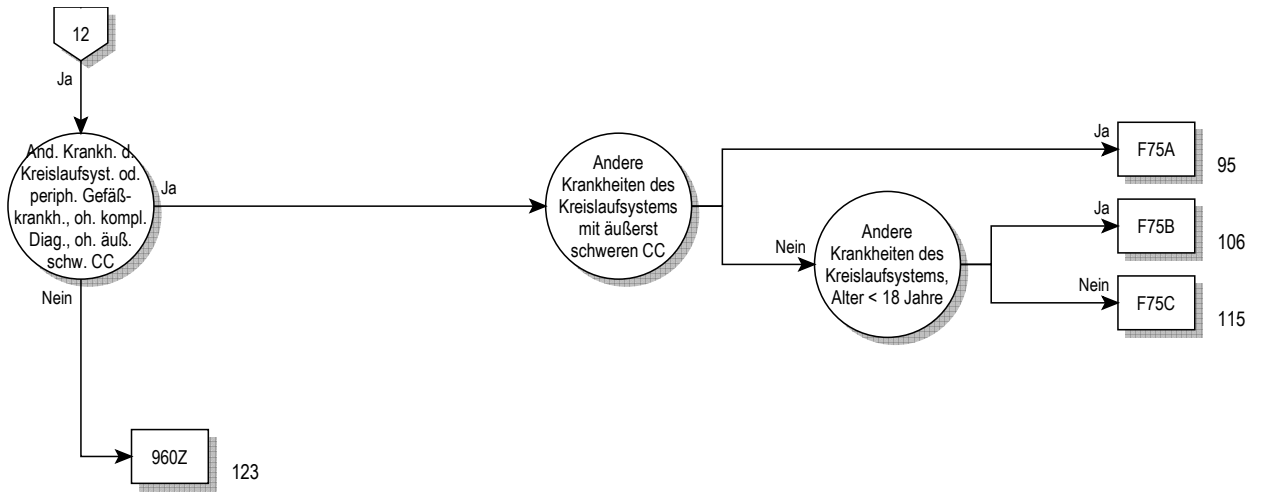 12
Ja
And. Krankh. d.
Kreislaufsyst. od.
periph. Gefäß-
krankh., oh. kompl.
Diag., oh. äuß.
schw. CC
Ja
Nein
Andere
Krankheiten des
Kreislaufsystems
mit äußerst
schweren CC
Ja
F75A
95
Nein
Andere
Krankheiten des
Kreislaufsystems,
Alter < 18 Jahre
Ja
F75B
106
Nein
F75C
115
960Z
123